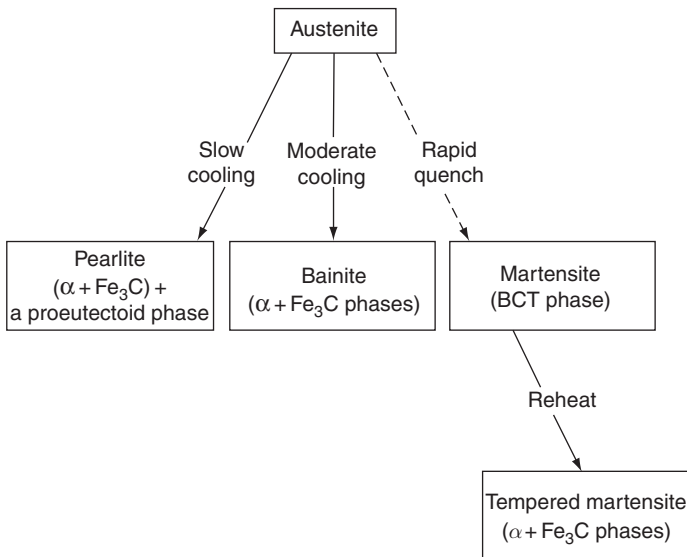 Austenite
Slow
cooling
Moderate
cooling
Rapid
quench
Pearlite
(α + Fe₃C) +
a proeutectoid phase
Bainite
(α + Fe₃C phases)
Martensite
(BCT phase)
Reheat
Tempered martensite
(α + Fe₃C phases)